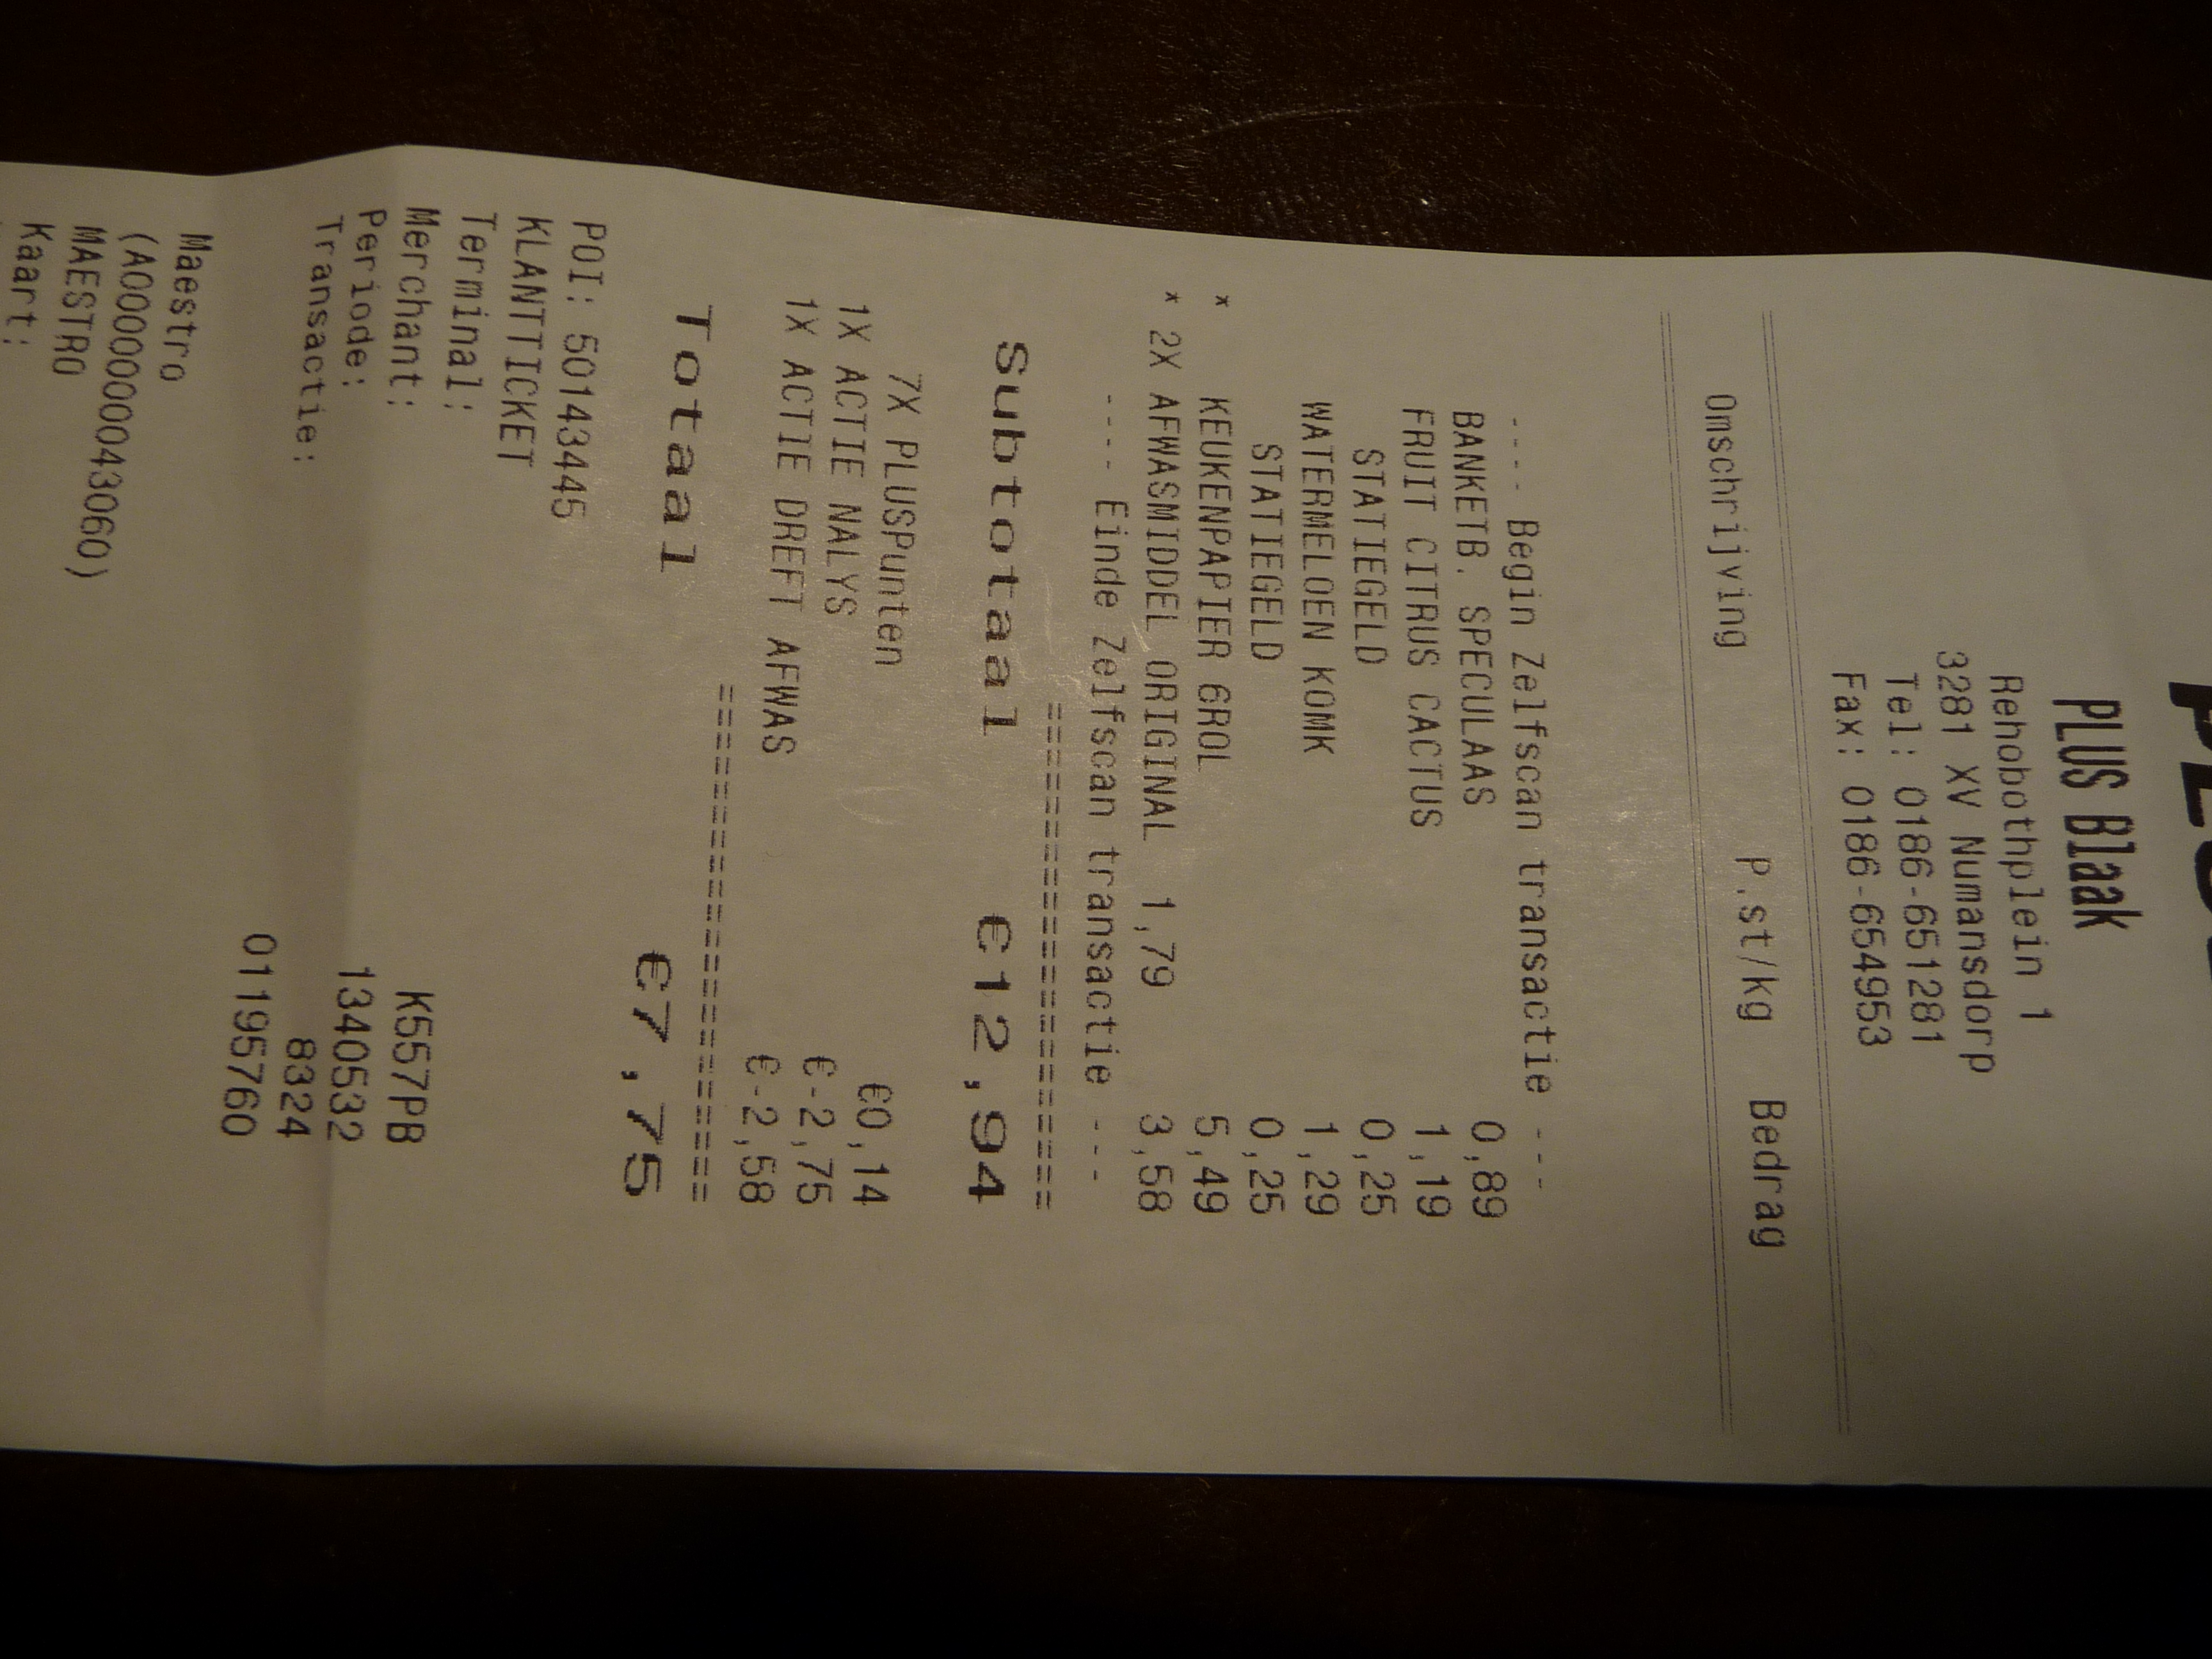 PLUS Blaak
Rehobothplein 1
3281 XV Numansdorp
Tel: 0186-651281
Fax: 0186-654953
Omschrijving P.st/kg Bedrag
---- Begin Zelfscan transactie ---
BANKETB. SPECULAAS 0,89
FRUIT CITRUS CACTUS 1,19
STATIEGELD 0,25
WATERMELOEN KOMK 1,29
STATIEGELD 0,25
* KEUKENPAPIER 6ROL 5,49
* 2X AFWASMIDDEL ORIGINAL 1,79 3,58
---- Einde Zelfscan transactie ---
Subtotaal €12,94
7X PLUSPunten €0,14
1X ACTIE NALYS €-2,75
1X ACTIE DREFT AFWAS €-2,58
Totaal €7,75
POI: 50143445
KLANTTICKET
Terminal: K557PB
Merchant: 1340532
Periode: 8324
Transactie: 01195760
Maestro
(A0000000043060)
MAESTRO
Kaart: